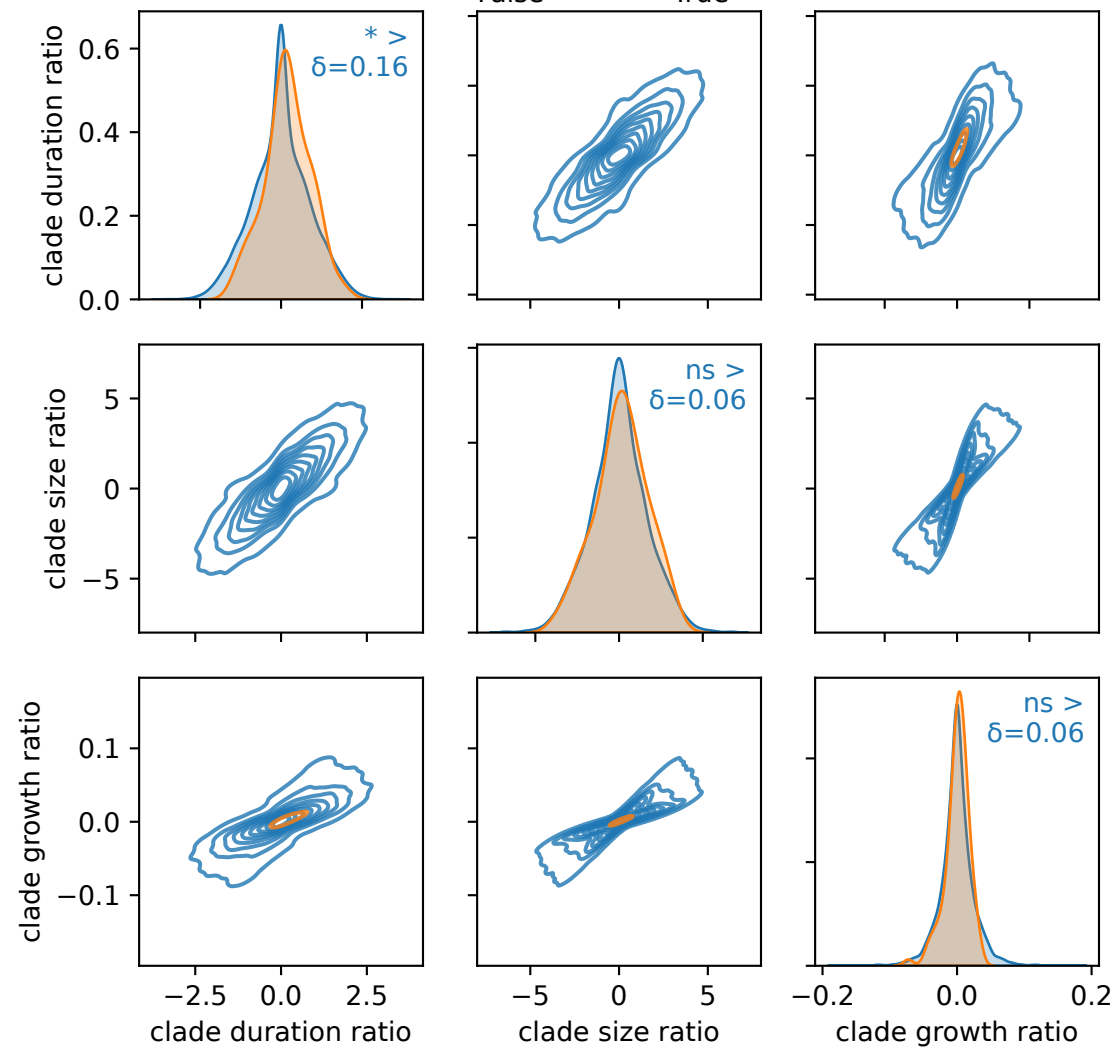 clade duration ratio
0.6
0.4
0.2
0.0
* >
δ=0.16
clade size ratio
5
0
−5
ns >
δ=0.06
clade growth ratio
0.1
0.0
−0.1
ns >
δ=0.06
−2.5 0.0 2.5
−5 0 5
−0.2 0.0 0.2
clade duration ratio
clade size ratio
clade growth ratio